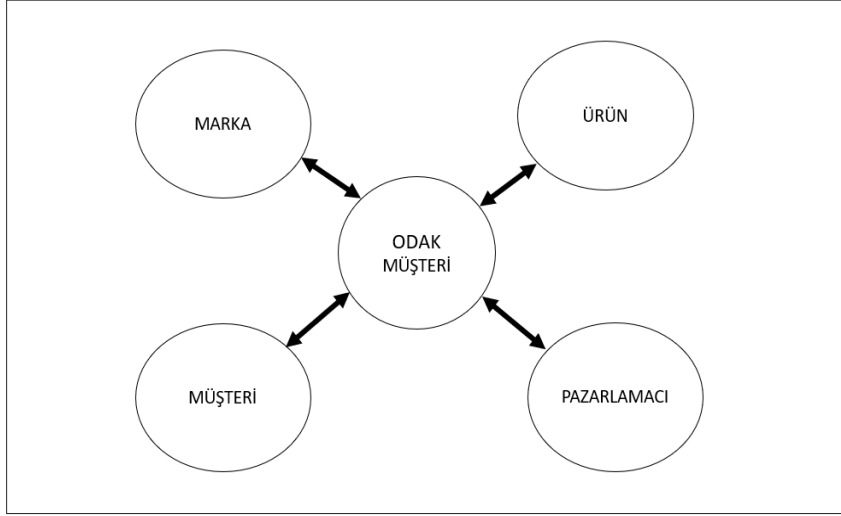 MARKA
ÜRÜN
ODAK
MÜŞTERİ
MÜŞTERİ
PAZARLAMACI